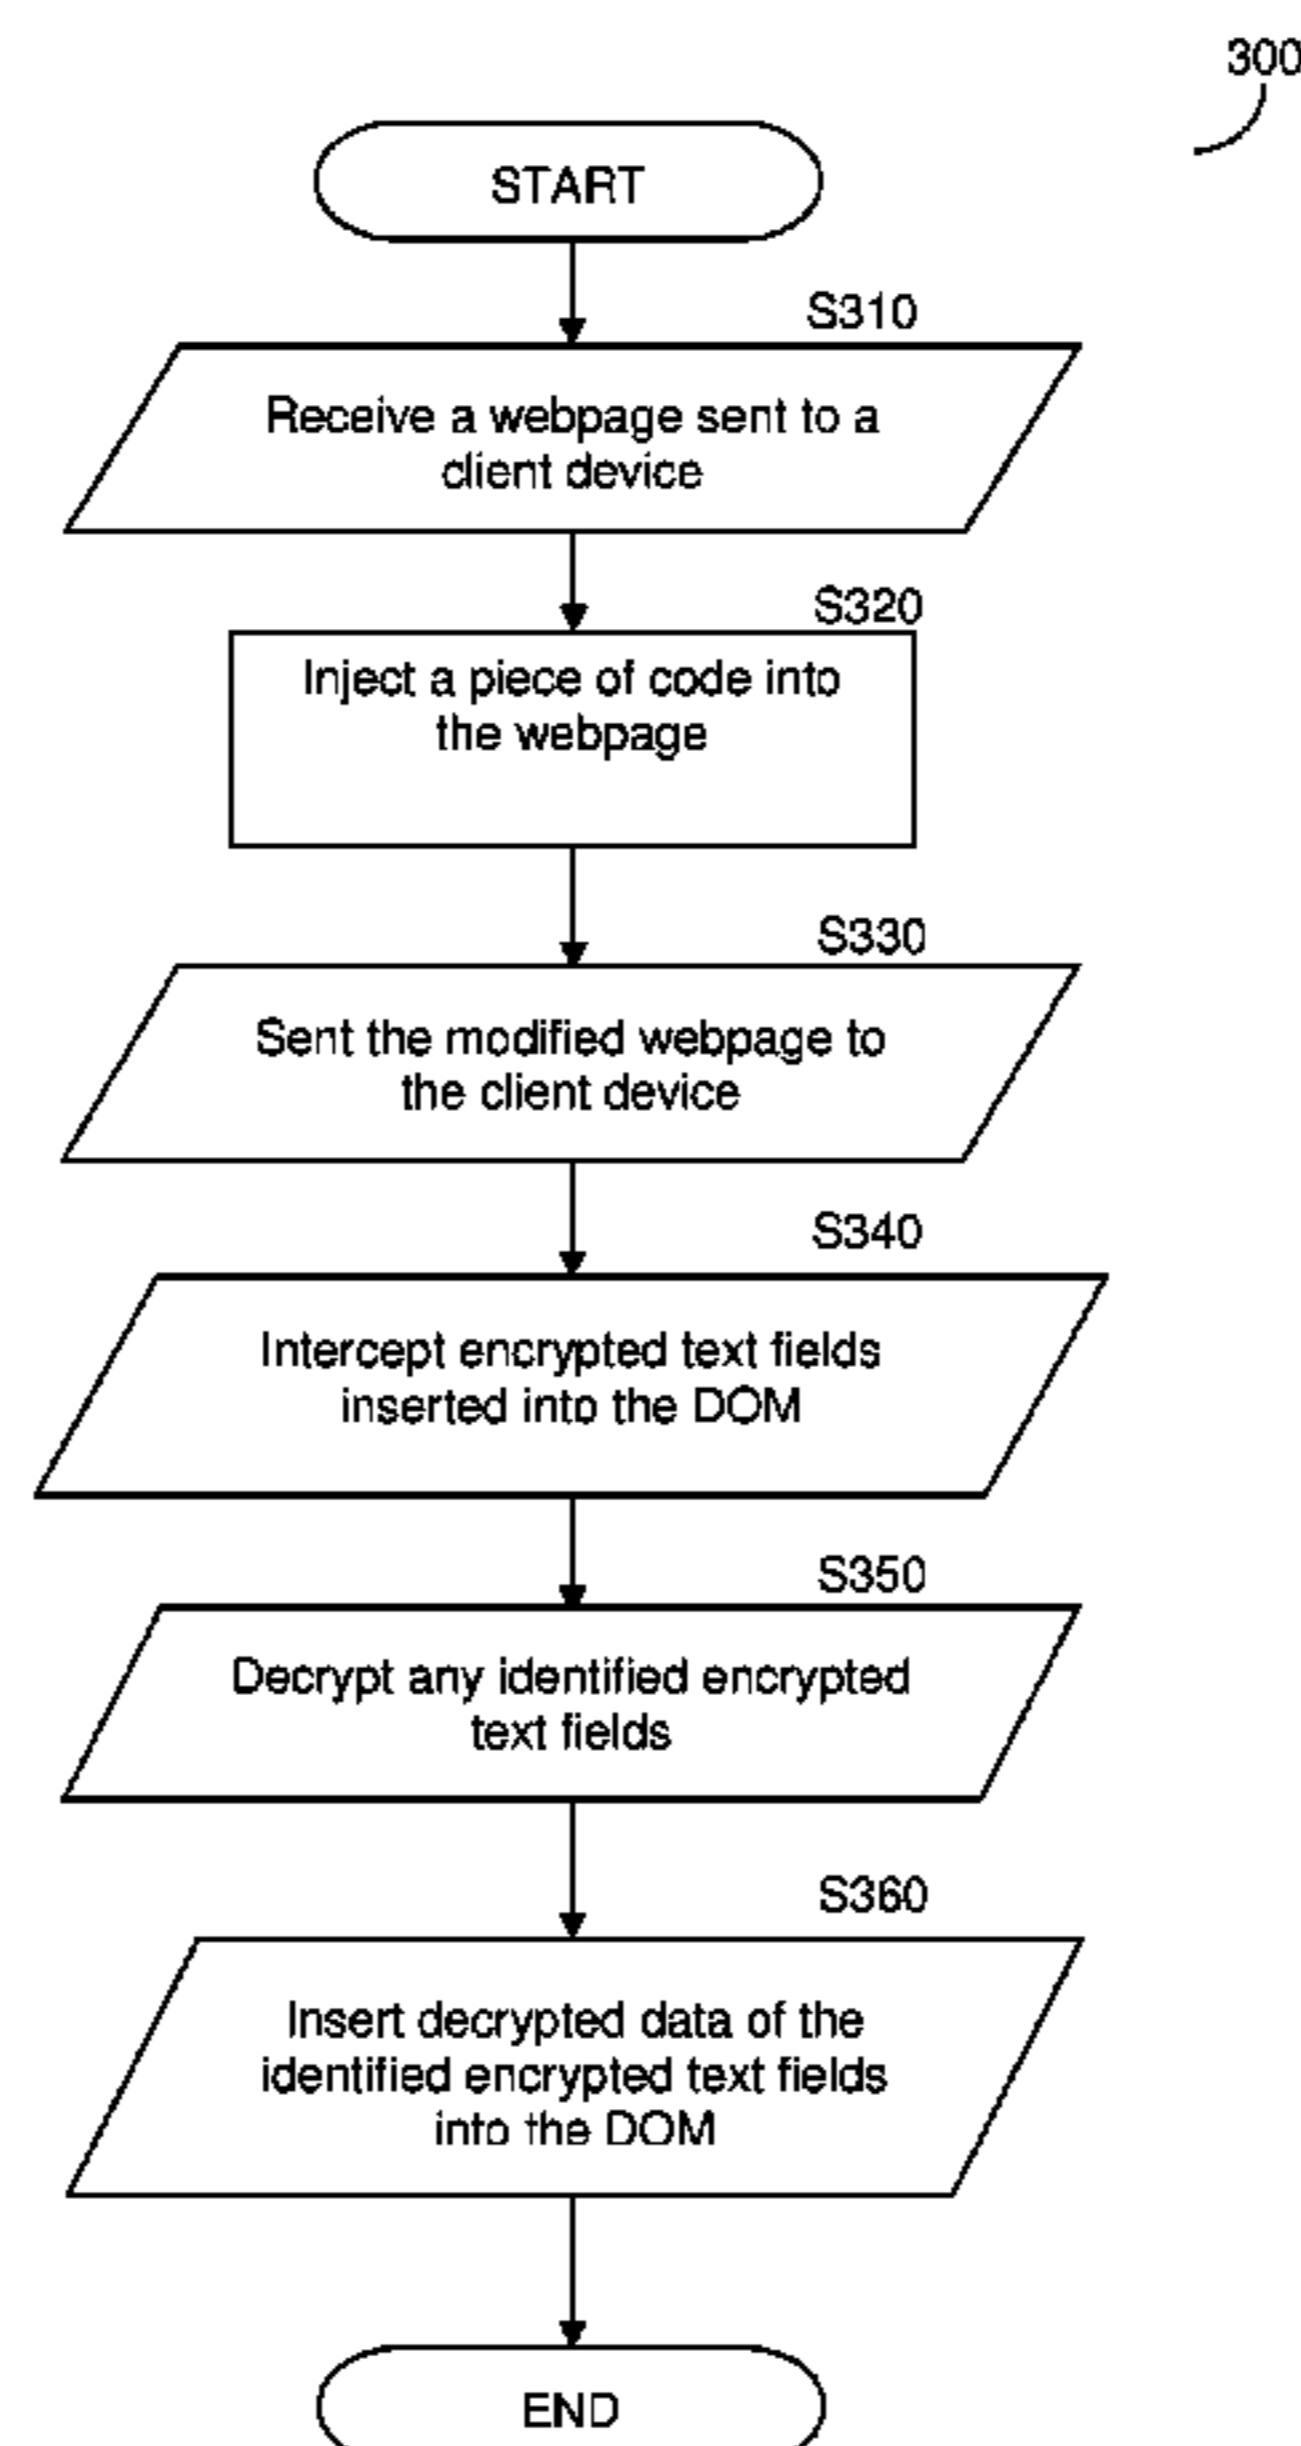 300
START
S310
Receive a webpage sent to a
client device
S320
Inject a piece of code into
the webpage
S330
Sent the modified webpage to
the client device
S340
Intercept encrypted text fields
inserted into the DOM
S350
Decrypt any identified encrypted
text fields
S360
Insert decrypted data of the
identified encrypted text fields
into the DOM
END